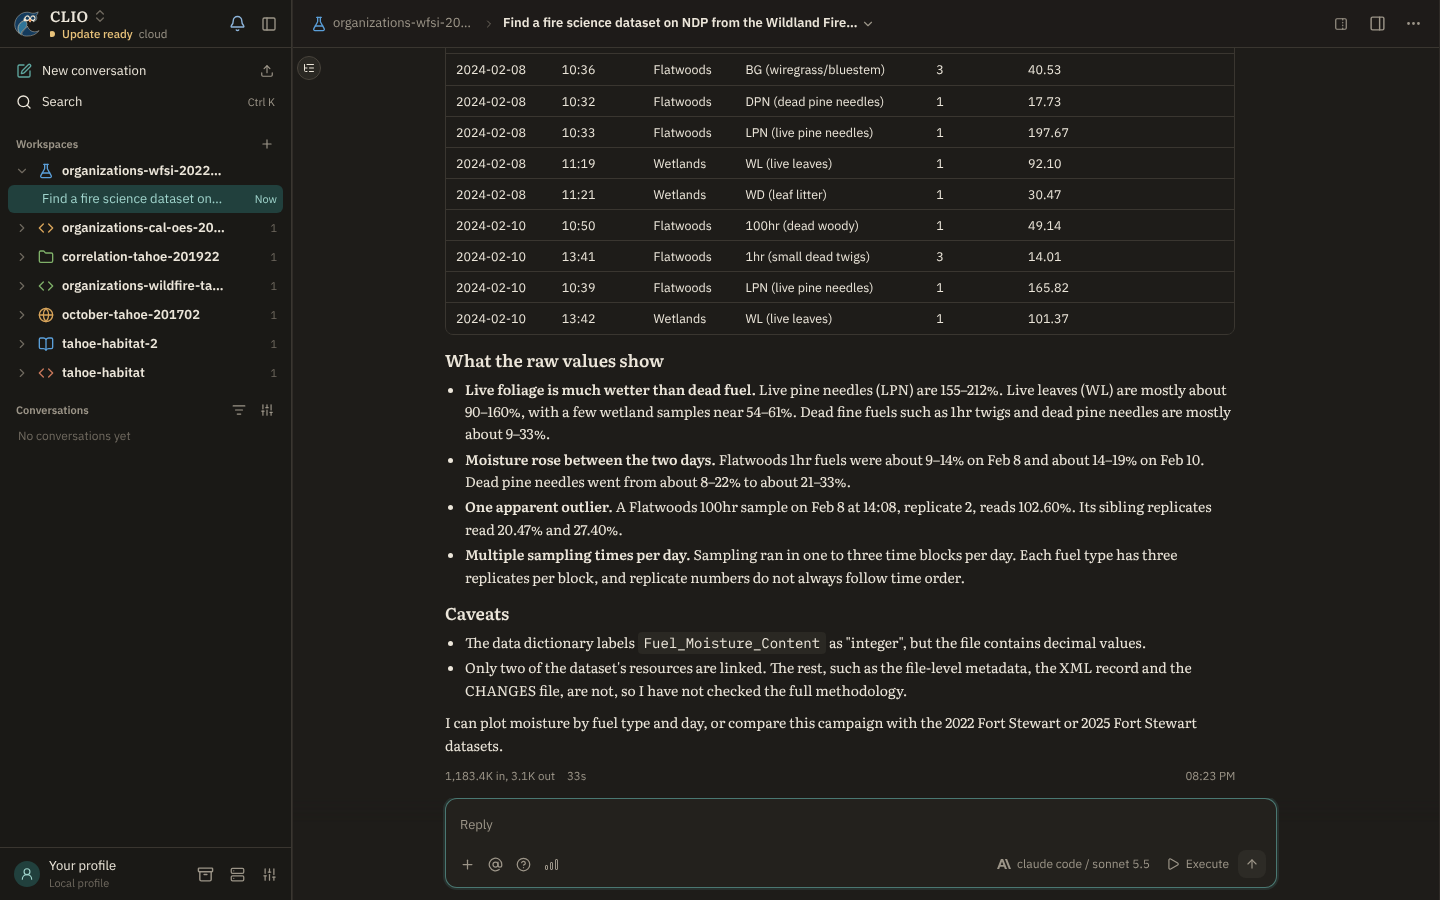 CLIO
Update ready cloud
New conversation
Search Ctrl K
Workspaces
organizations-wfsi-2022...
Find a fire science dataset on... Now
organizations-cal-oes-20... 1
correlation-tahoe-201922 1
organizations-wildfire-ta... 1
october-tahoe-201702 1
tahoe-habitat-2 1
tahoe-habitat 1
Conversations
No conversations yet
Your profile
Local profile
organizations-wfsi-20... Find a fire science dataset on NDP from the Wildland Fire...
2024-02-08 10:36 Flatwoods BG (wiregrass/bluestem) 3 40.53
2024-02-08 10:32 Flatwoods DPN (dead pine needles) 1 17.73
2024-02-08 10:33 Flatwoods LPN (live pine needles) 1 197.67
2024-02-08 11:19 Wetlands WL (live leaves) 1 92.10
2024-02-08 11:21 Wetlands WD (leaf litter) 1 30.47
2024-02-10 10:50 Flatwoods 100hr (dead woody) 1 49.14
2024-02-10 13:41 Flatwoods 1hr (small dead twigs) 3 14.01
2024-02-10 10:39 Flatwoods LPN (live pine needles) 1 165.82
2024-02-10 13:42 Wetlands WL (live leaves) 1 101.37
What the raw values show
Live foliage is much wetter than dead fuel. Live pine needles (LPN) are 155–212%. Live leaves (WL) are mostly about
90–160%, with a few wetland samples near 54–61%. Dead fine fuels such as 1hr twigs and dead pine needles are mostly
about 9–33%.
Moisture rose between the two days. Flatwoods 1hr fuels were about 9–14% on Feb 8 and about 14–19% on Feb 10.
Dead pine needles went from about 8–22% to about 21–33%.
One apparent outlier. A Flatwoods 100hr sample on Feb 8 at 14:08, replicate 2, reads 102.60%. Its sibling replicates
read 20.47% and 27.40%.
Multiple sampling times per day. Sampling ran in one to three time blocks per day. Each fuel type has three
replicates per block, and replicate numbers do not always follow time order.
Caveats
The data dictionary labels Fuel_Moisture_Content as "integer", but the file contains decimal values.
Only two of the dataset's resources are linked. The rest, such as the file-level metadata, the XML record and the
CHANGES file, are not, so I have not checked the full methodology.
I can plot moisture by fuel type and day, or compare this campaign with the 2022 Fort Stewart or 2025 Fort Stewart
datasets.
1,183.4K in, 3.1K out 33s 08:23 PM
Reply
claude code / sonnet 5.5 Execute